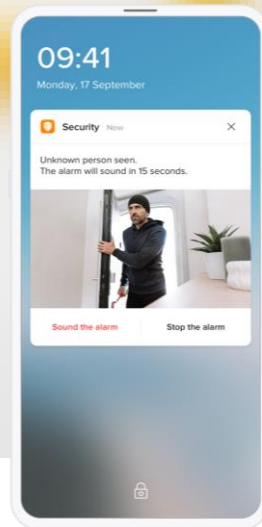 09:41
Monday, 17 September
Security Now
Unknown person seen.
The alarm will sound in 15 seconds.
Sound the alarm Stop the alarm